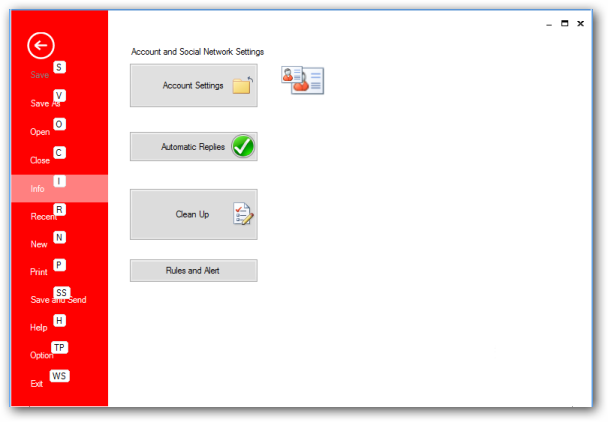 Account and Social Network Settings
S
Save
V
Save As
O
Open
C
Close
I
Info
R
Recent
N
New
P
Print
SS
Save and Send
H
Help
TP
Option
WS
Exit
Account Settings
Automatic Replies
Clean Up
Rules and Alert